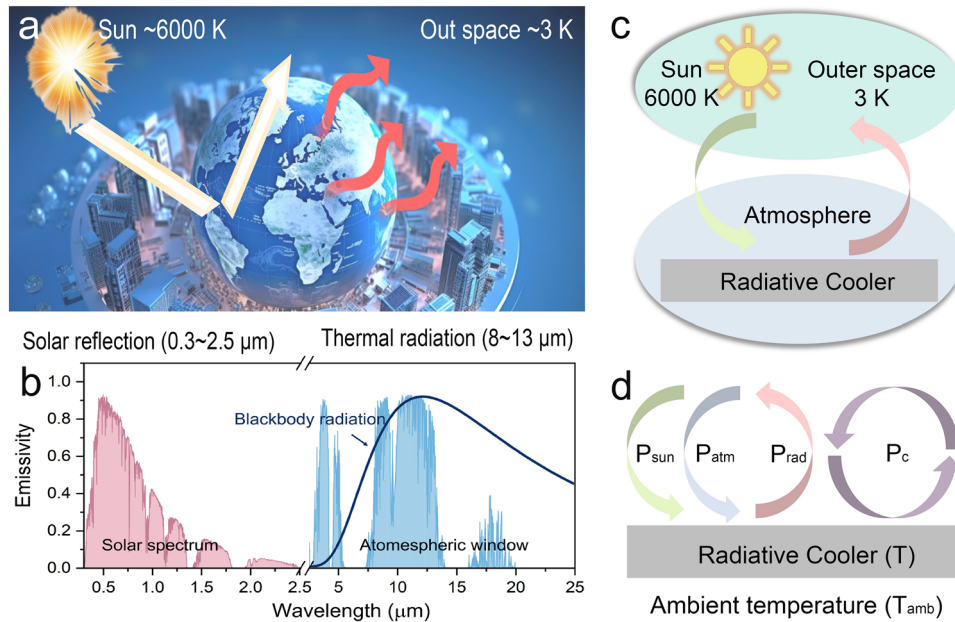 a
Sun ~6000 K
Out space ~3 K
Solar reflection (0.3~2.5 μm)
Thermal radiation (8~13 μm)
b
Emissivity
1.0
0.8
0.6
0.4
0.2
0.0
Blackbody radiation
Solar spectrum
Atomespheric window
0.5
1.0
1.5
2.0
2.5
5
10
15
20
25
Wavelength (μm)
c
Sun
6000 K
Outer space
3 K
Atmosphere
Radiative Cooler
d
Psun
Patm
Prad
Pc
Radiative Cooler (T)
Ambient temperature (Tamb)